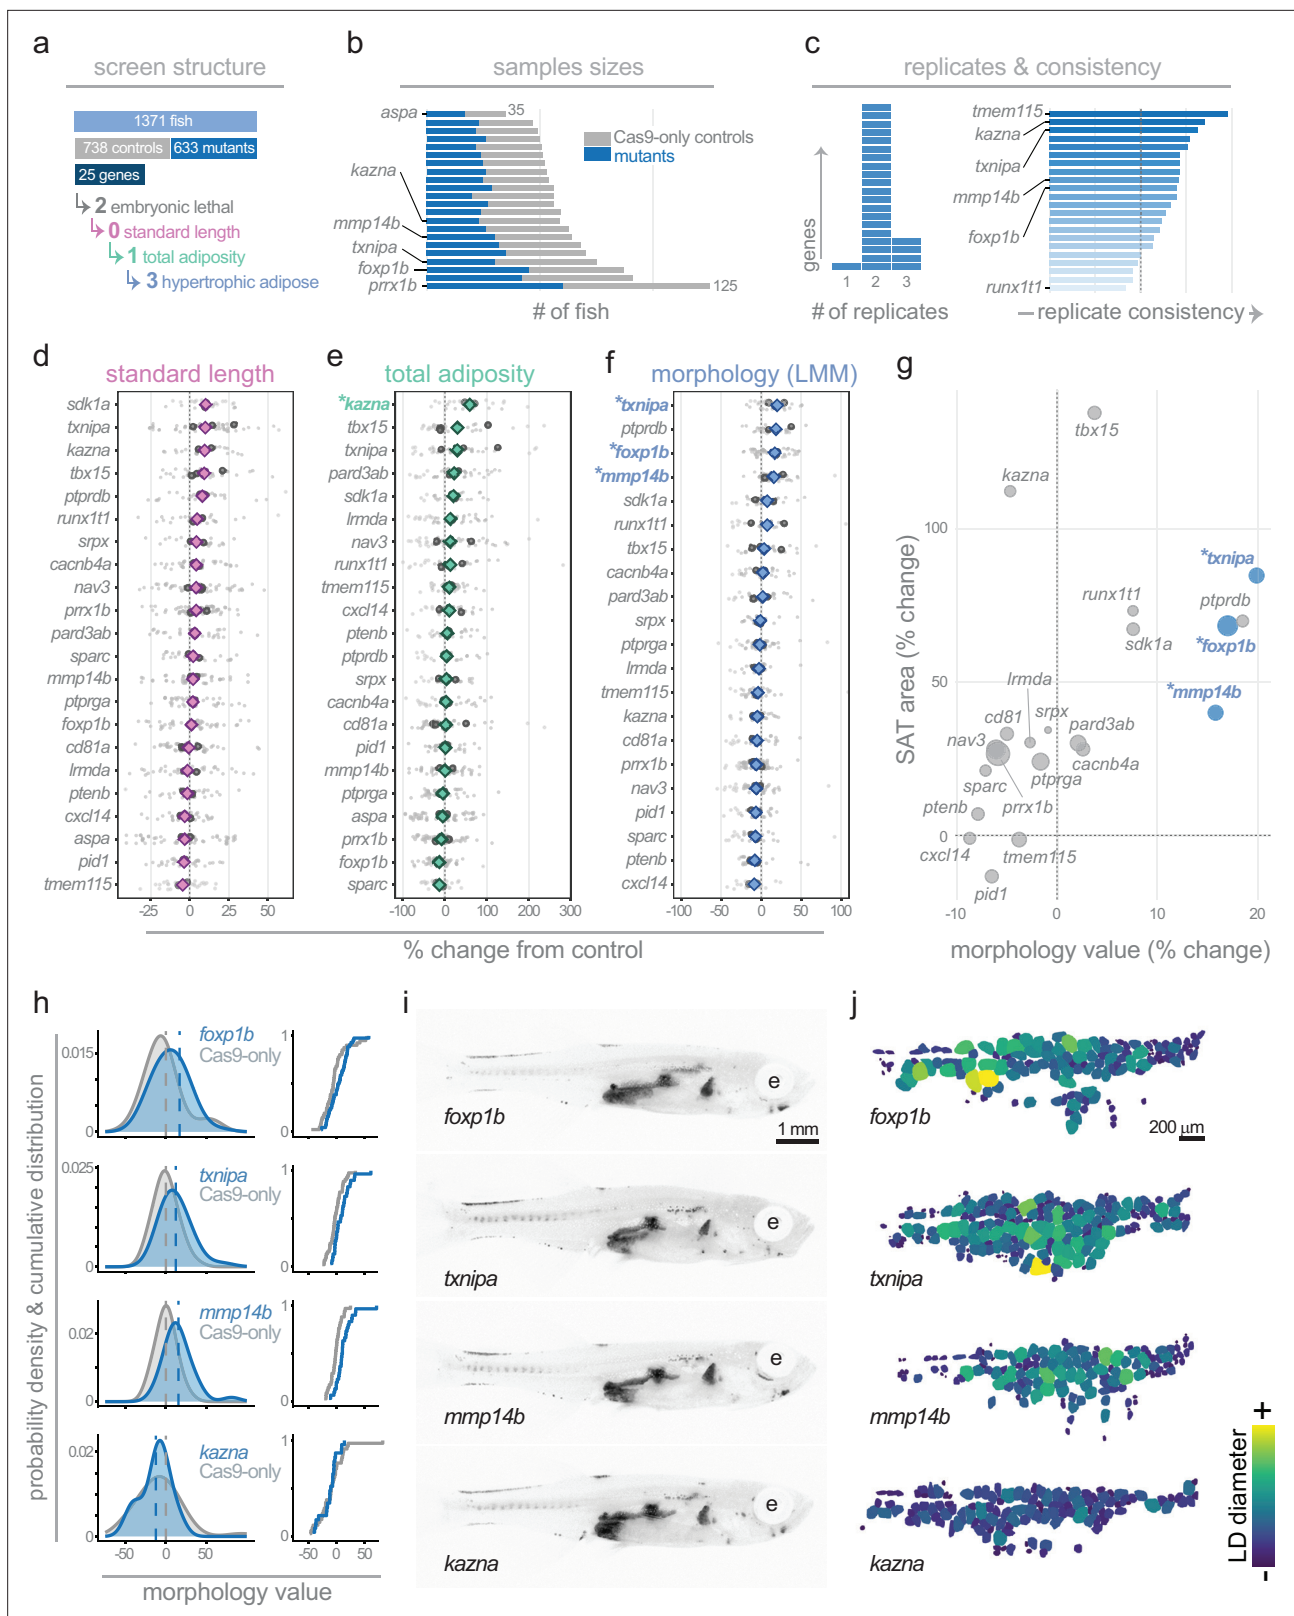 a
screen structure
1371 fish
738 controls 633 mutants
25 genes
2 embryonic lethal
0 standard length
1 total adiposity
3 hypertrophic adipose
b
samples sizes
aspa
35
Cas9-only controls
mutants
kazna
mmp14b
txnipa
foxp1b
prrx1b
125
# of fish
c
replicates & consistency
genes
1 2 3
# of replicates
tmem115
kazna
txnipa
mmp14b
foxp1b
runx1t1
replicate consistency
d
standard length
sdk1a
txnipa
kazna
tbx15
ptprdb
runx1t1
srpx
cacnb4a
nav3
prrx1b
pard3ab
sparc
mmp14b
ptprga
foxp1b
cd81a
lrmda
ptenb
cxcl14
aspa
pid1
tmem115
-25 0 25 50
e
total adiposity
*kazna
tbx15
txnipa
pard3ab
sdk1a
lrmda
nav3
runx1t1
tmem115
cxcl14
ptenb
ptprdb
srpx
cacnb4a
cd81a
pid1
mmp14b
ptprga
aspa
prrx1b
foxp1b
sparc
-100 0 100 200 300
f
morphology (LMM)
*txnipa
ptprdb
*foxp1b
*mmp14b
sdk1a
runx1t1
tbx15
cacnb4a
pard3ab
srpx
ptprga
lrmda
tmem115
kazna
cd81a
prrx1b
nav3
pid1
sparc
ptenb
cxcl14
-100 0 100
% change from control
g
SAT area (% change)
100
50
0
tbx15
kazna
*txnipa
runx1t1
ptprdb
sdk1a
*foxp1b
lrmda
*mmp14b
srpx
cd81
pard3ab
nav3
cacnb4a
sparc
ptprga
prrx1b
ptenb
cxcl14
tmem115
pid1
-10 0 10 20
morphology value (% change)
h
probability density & cumulative distribution
foxp1b
Cas9-only
0.015
0
1
0
txnipa
Cas9-only
0.025
0
1
0
mmp14b
Cas9-only
0.02
0
1
0
kazna
Cas9-only
0.02
0
1
0
-50 0 50
-50 0 50
morphology value
i
e
foxp1b
1 mm
e
txnipa
e
mmp14b
e
kazna
j
foxp1b
200 µm
txnipa
mmp14b
kazna
+
LD diameter
-